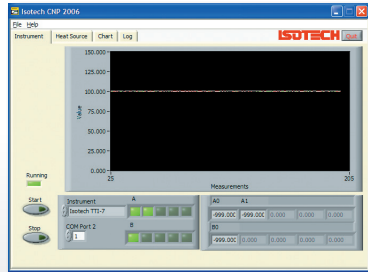 Isotech CNP 2006
File Help
Instrument Heat Source Chart Log
ISOTECH Quit
150.000
125.000
100.000
75.000
50.000
25.000
0.000
Value
25 205
Measurements
Running
Start
Stop
Instrument
Isotech TTI-7
COM Port 2
1
A
B
A0 A1
-999.000 -999.000 0.000 0.000 0.000
B0
-999.000 0.000 0.000 0.000 0.000